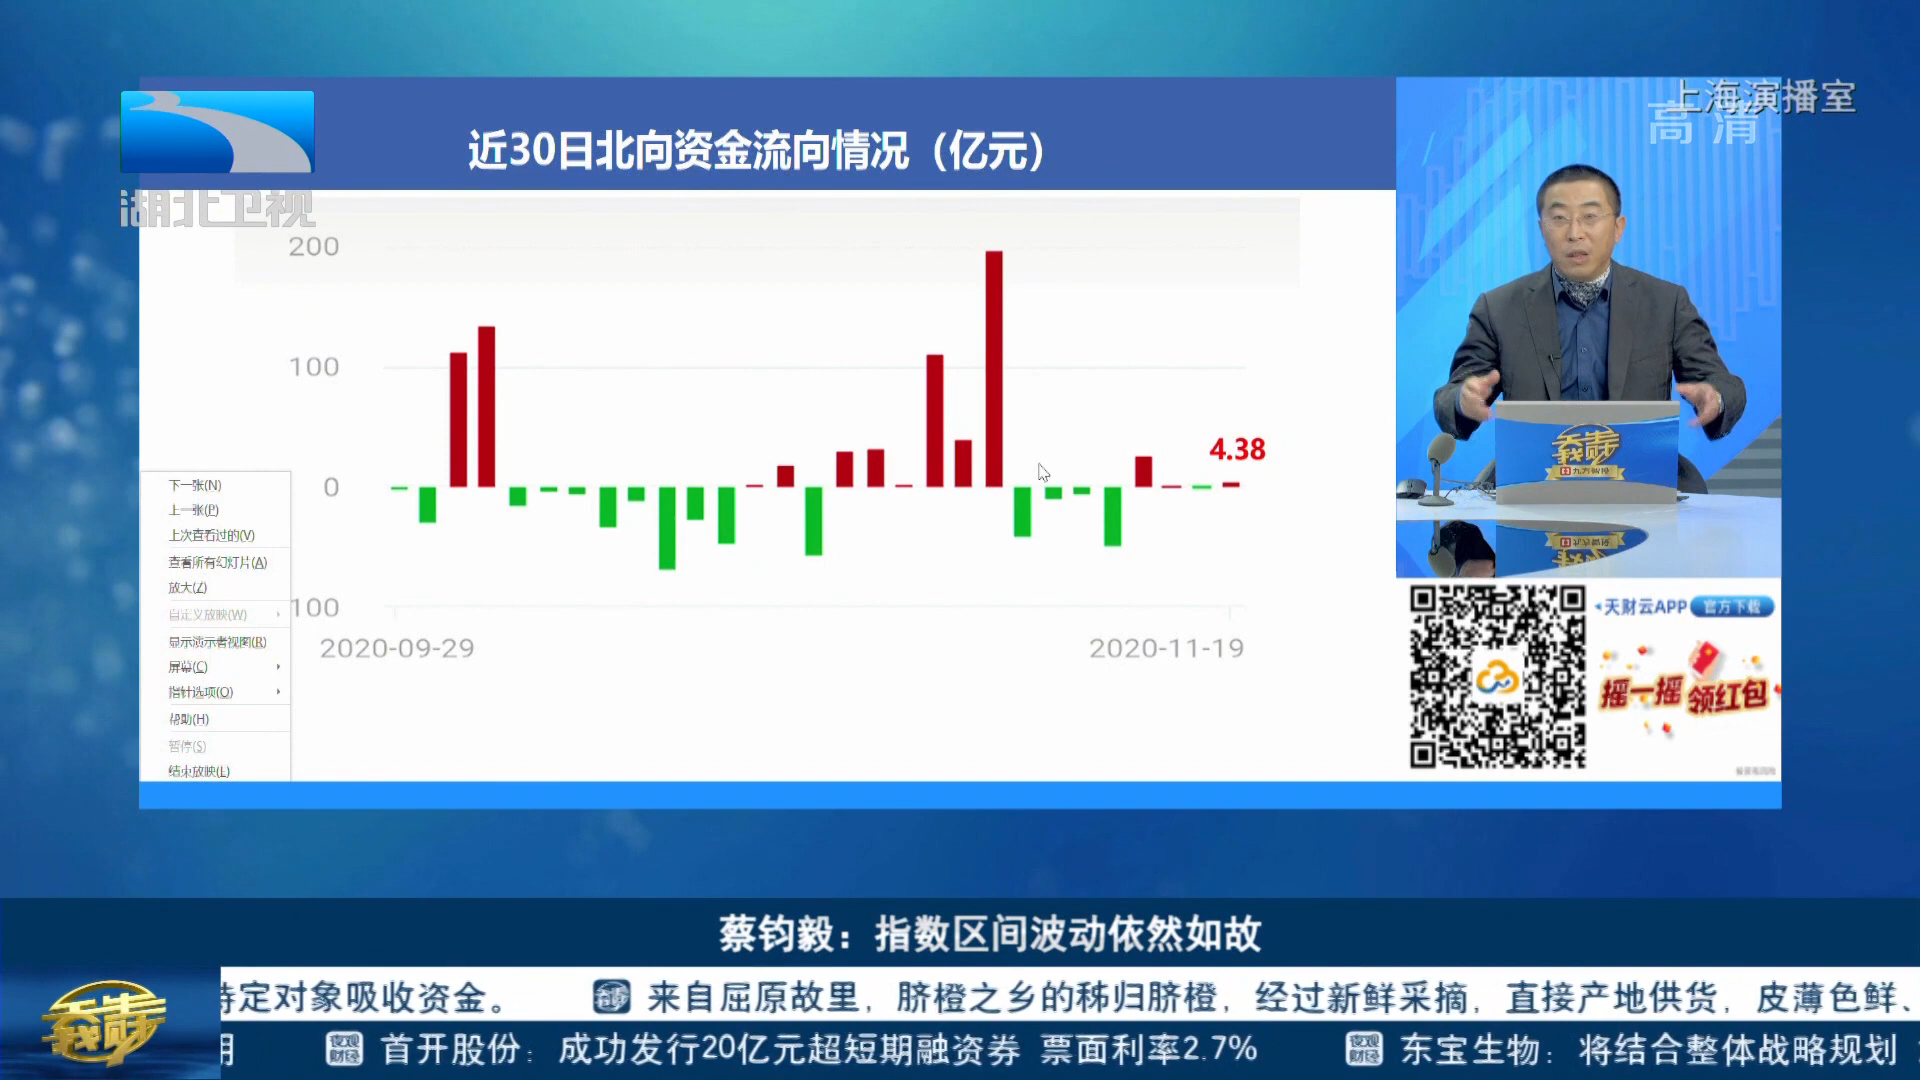 上海演播室
高清
湖北卫视
近30日北向资金流向情况（亿元）
200
100
0
100
4.38
2020-09-29
2020-11-19
下一张(N)
上一张(P)
上次查看过的(V)
查看所有幻灯片(A)
放大(Z)
自定义放映(W)
显示演示者视图(R)
屏幕(C)
指针选项(O)
帮助(H)
暂停(S)
结束放映(L)
九方智投
天财云APP 官方下载
摇一摇 领红包
蔡钧毅：指数区间波动依然如故
特定对象吸收资金。 来自屈原故里，脐橙之乡的秭归脐橙，经过新鲜采摘，直接产地供货，皮薄色鲜、
首开股份：成功发行20亿元超短期融资券 票面利率2.7% 东宝生物：将结合整体战略规划